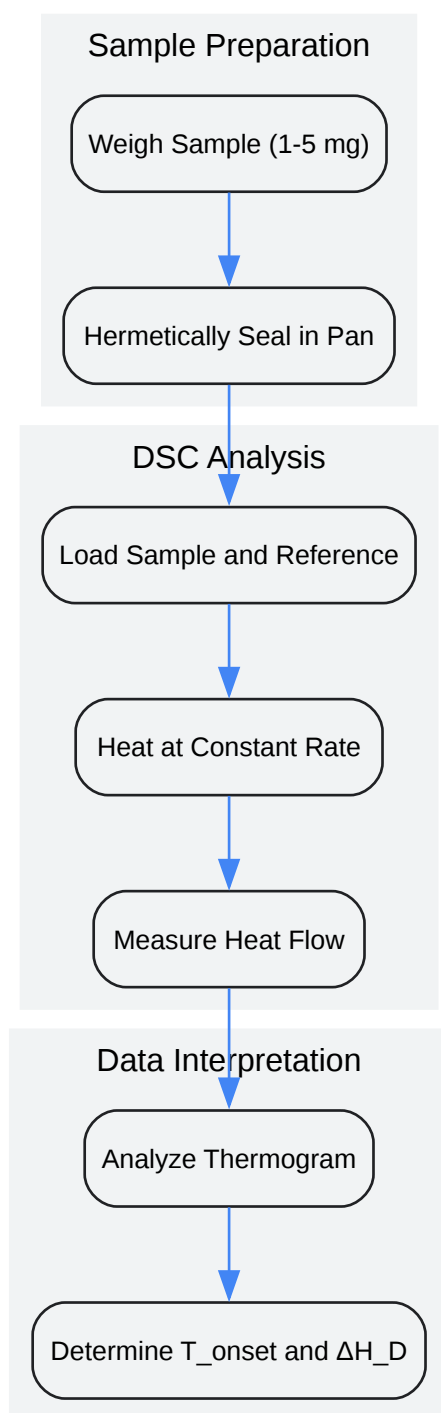 Sample Preparation
Weigh Sample (1-5 mg)
Hermetically Seal in Pan
DSC Analysis
Load Sample and Reference
Heat at Constant Rate
Measure Heat Flow
Data Interpretation
Analyze Thermogram
Determine T_onset and ΔH_D